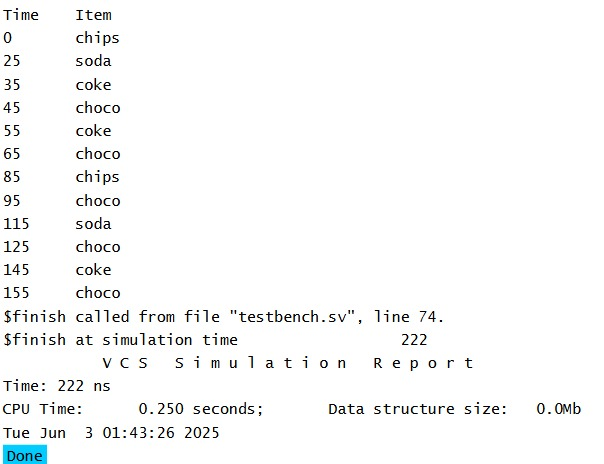 Time    Item
0       chips
25      soda
35      coke
45      choco
55      coke
65      choco
85      chips
95      choco
115     soda
125     choco
145     coke
155     choco
$finish called from file "testbench.sv", line 74.
$finish at simulation time                  222
           V C S   S i m u l a t i o n   R e p o r t
Time: 222 ns
CPU Time:      0.250 seconds;       Data structure size:   0.0Mb
Tue Jun  3 01:43:26 2025
Done